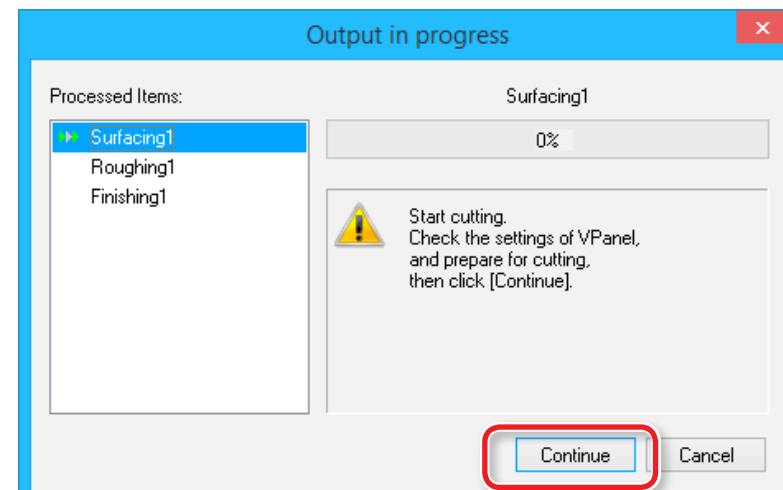 Output in progress
Processed Items:
Surfacing1
Roughing1
Finishing1
Surfacing1
0%
Start cutting.
Check the settings of VPanel,
and prepare for cutting,
then click [Continue].
Continue
Cancel